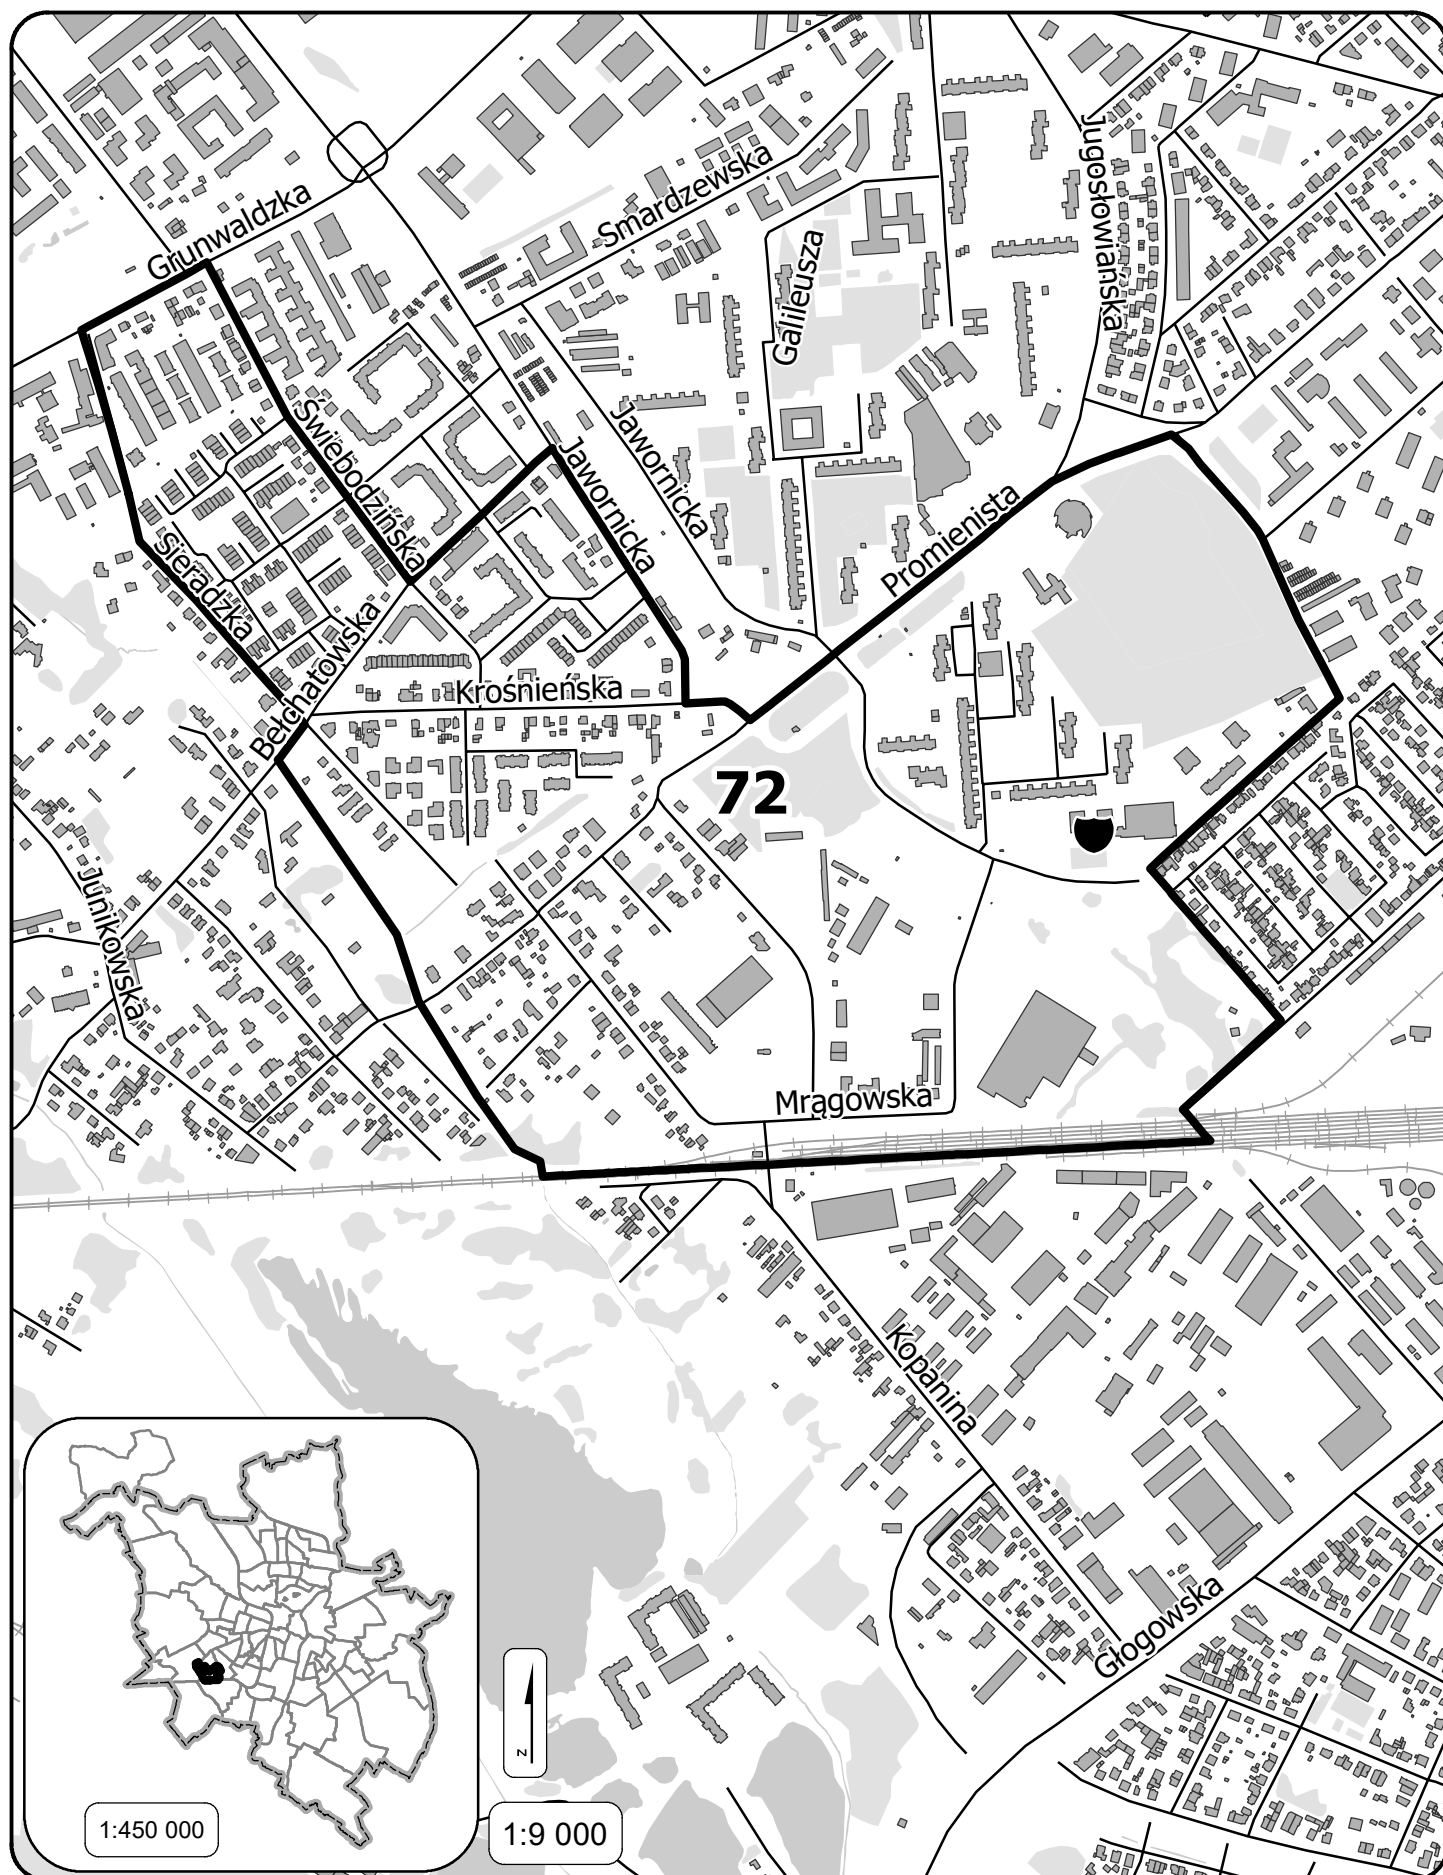 Grunwaldzka
Smardzewska
Jugosłowiańska
Galileusza
Świebodzińska
Jawornicka
Jawornicka
Promienista
Sieradzka
Bełchatowska
Krośnieńska
72
Junikowska
Mrągowska
Kopanina
Głogowska
N
1:450 000
1:9 000